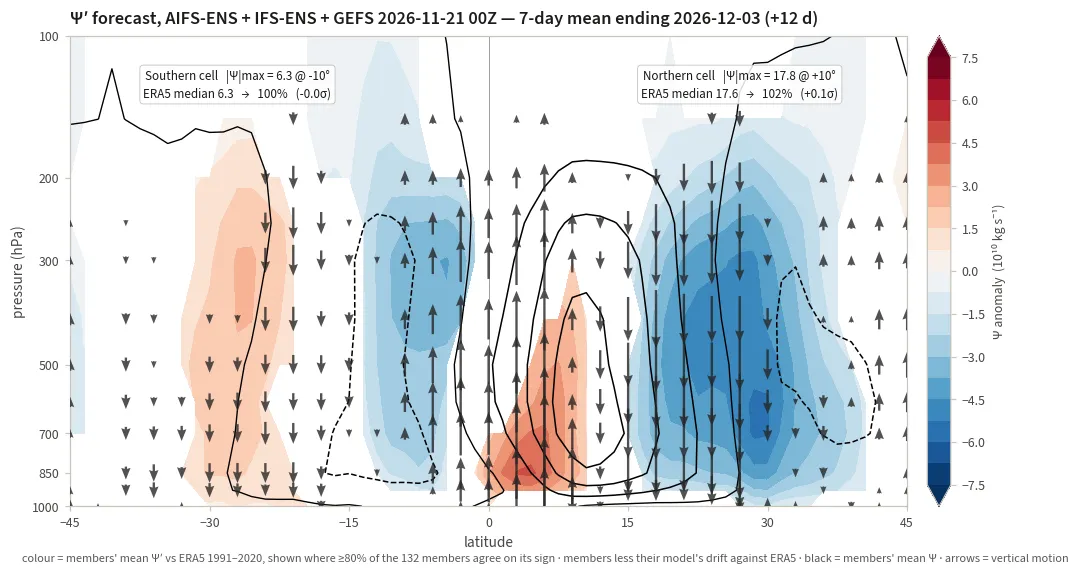 Ψ′ forecast, AIFS-ENS + IFS-ENS + GEFS 2026-11-21 00Z — 7-day mean ending 2026-12-03 (+12 d)
Southern cell |Ψ|max = 6.3 @ -10°
ERA5 median 6.3 → 100% (-0.0σ)
Northern cell |Ψ|max = 17.8 @ +10°
ERA5 median 17.6 → 102% (+0.1σ)
pressure (hPa)
100
200
300
400
500
700
850
1000
−45
−30
−15
0
15
30
45
latitude
7.5
6.0
4.5
3.0
1.5
0.0
−1.5
−3.0
−4.5
−6.0
−7.5
Ψ anomaly (10¹⁰ kg s⁻¹)
colour = members' mean Ψ′ vs ERA5 1991–2020, shown where ≥80% of the 132 members agree on its sign · members less their model's drift against ERA5 · black = members' mean Ψ · arrows = vertical motion